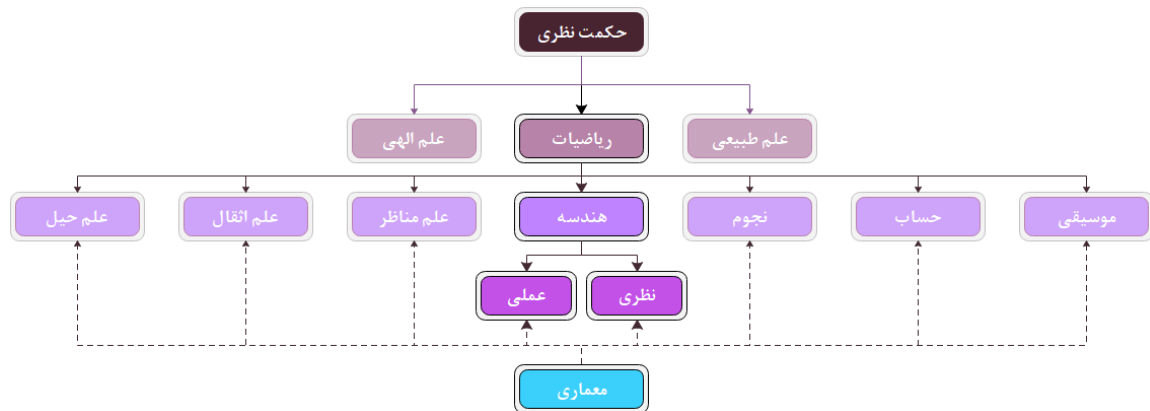 حکمت نظری
علم طبیعی
ریاضیات
علم الهی
موسیقی
حساب
نجوم
هندسه
علم مناظر
علم اثقال
علم حیل
نظری
عملی
معماری